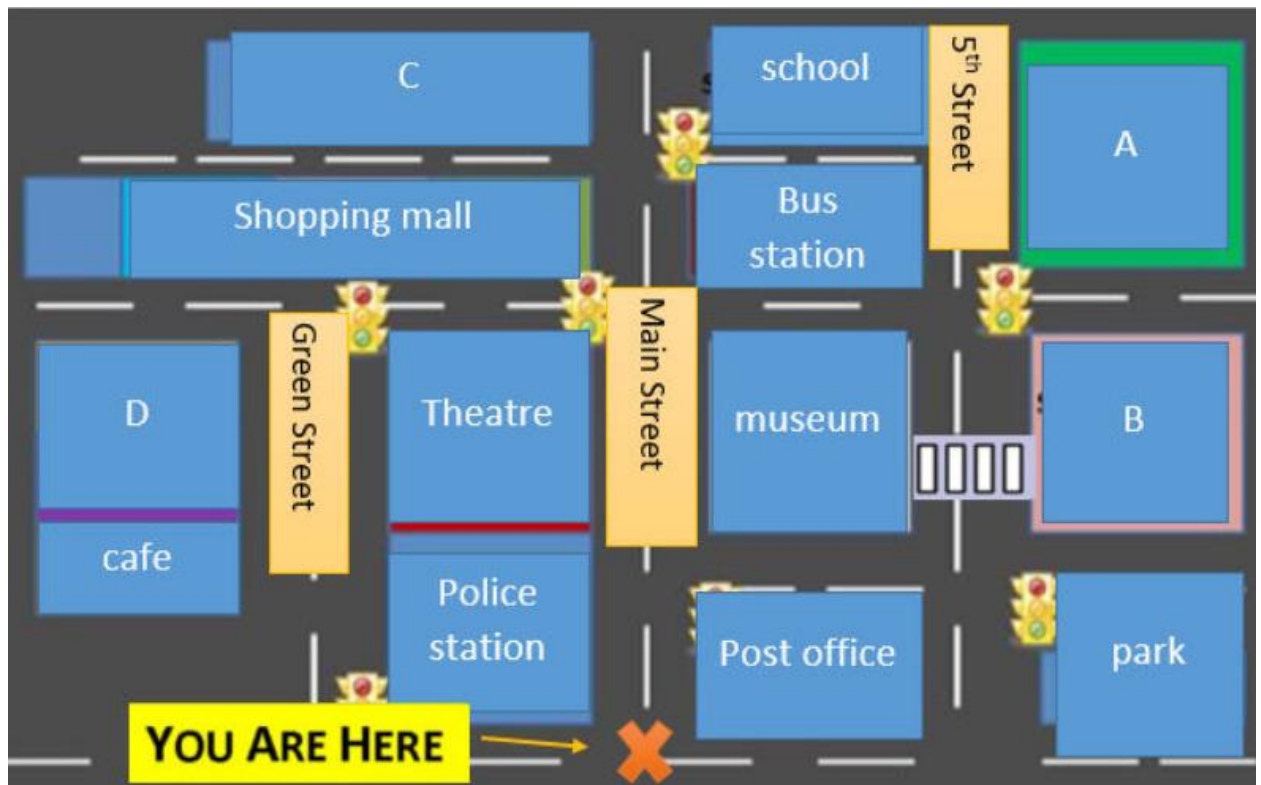 C
school
5th Street
A
Shopping mall
Bus
station
Green Street
Main Street
D
Theatre
museum
B
cafe
Police
station
Post office
park
YOU ARE HERE